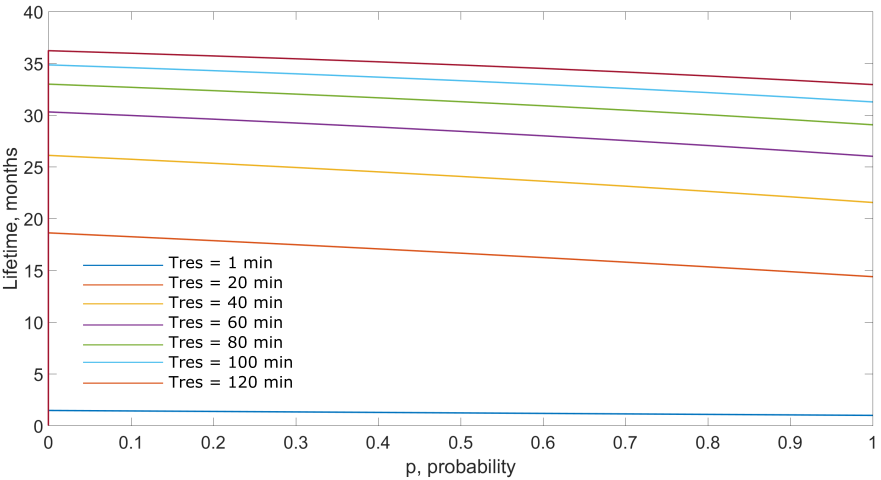 40
35
30
25
20
15
10
5
0
Lifetime, months
Tres = 1 min
Tres = 20 min
Tres = 40 min
Tres = 60 min
Tres = 80 min
Tres = 100 min
Tres = 120 min
0 0.1 0.2 0.3 0.4 0.5 0.6 0.7 0.8 0.9 1
p, probability